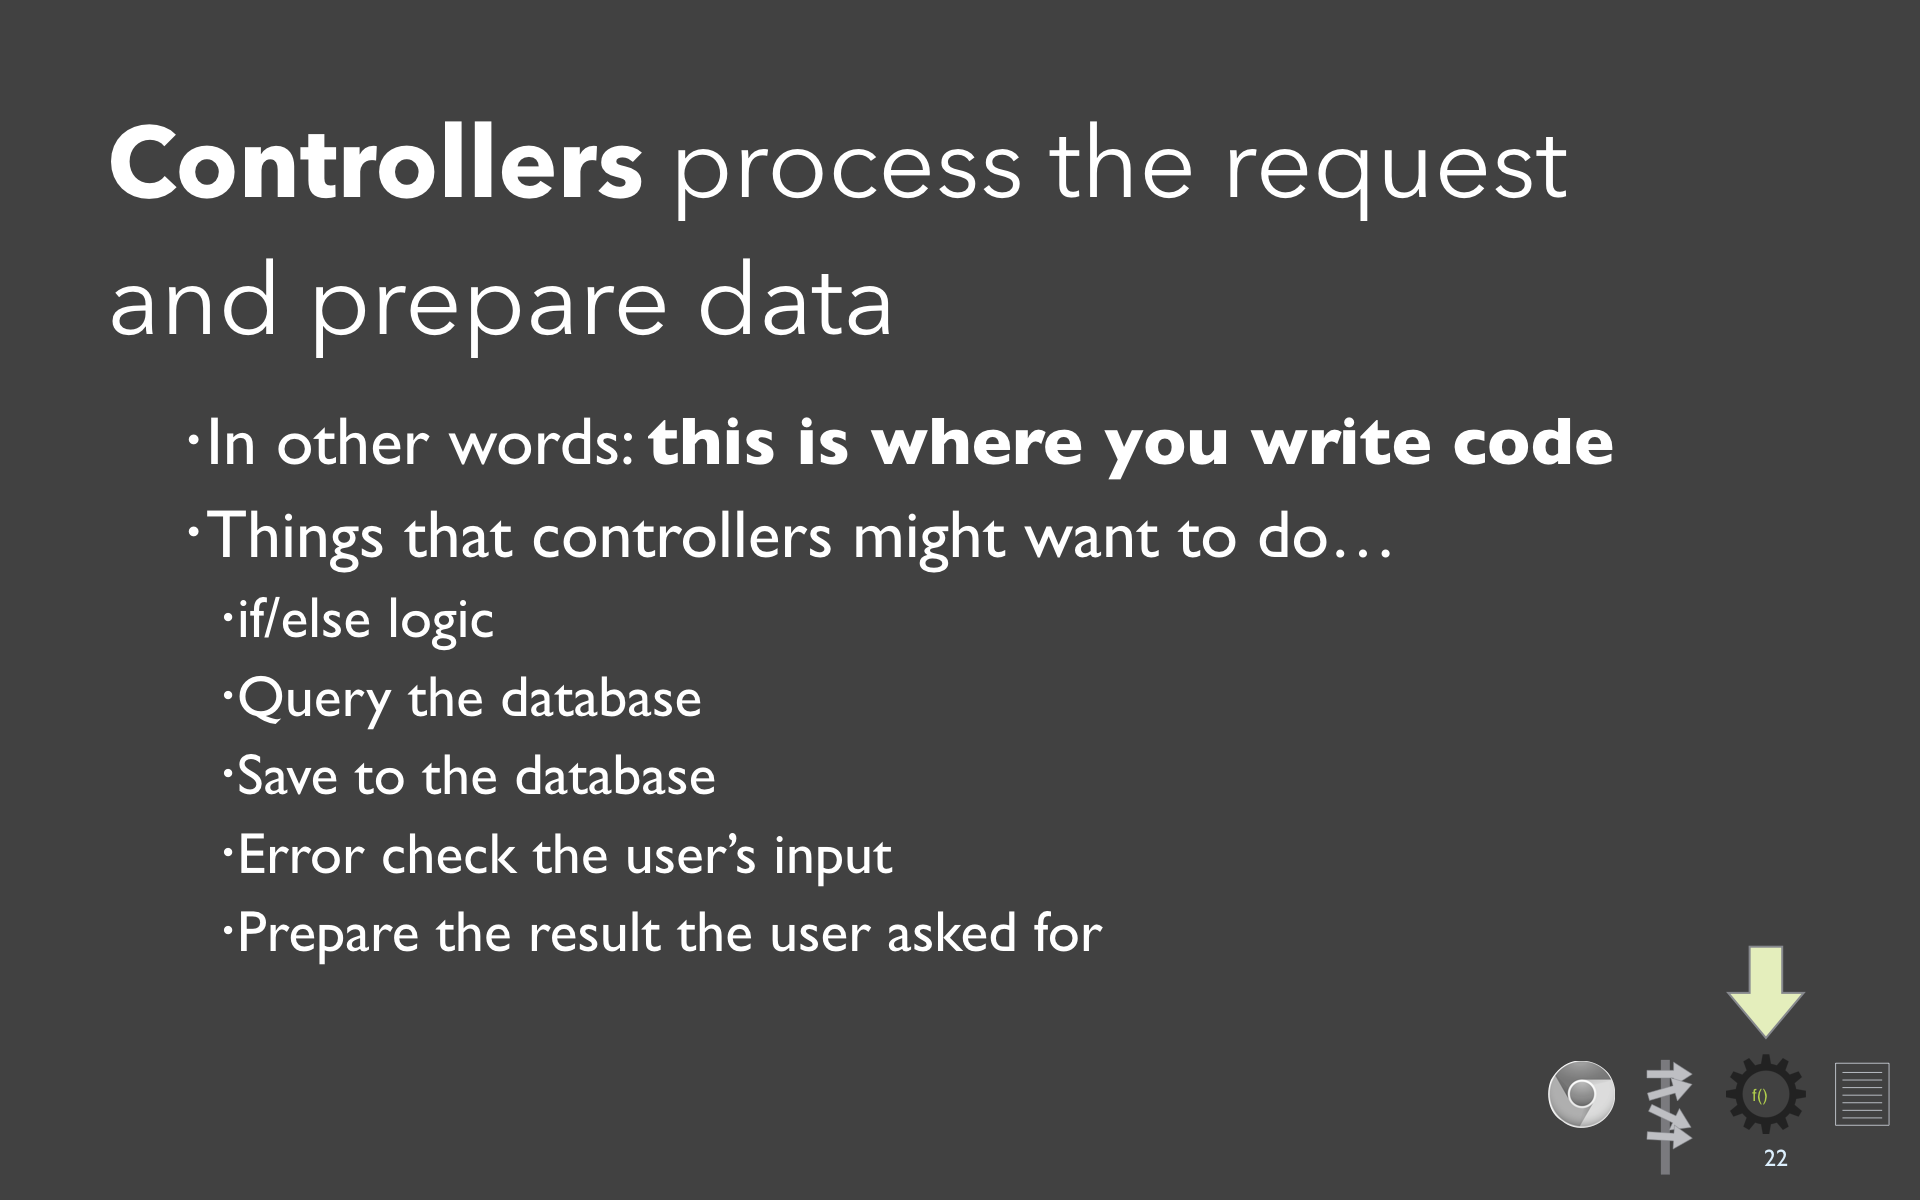 Controllers process the request
and prepare data
·In other words: this is where you write code
·Things that controllers might want to do…
·if/else logic
·Query the database
·Save to the database
·Error check the user’s input
·Prepare the result the user asked for
f()
22